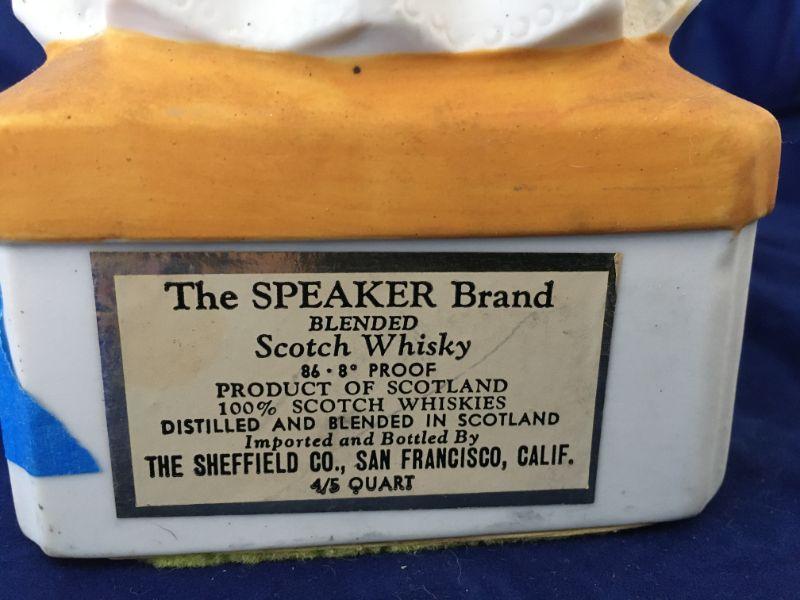 The SPEAKER Brand
BLENDED
Scotch Whisky
86·8° PROOF
PRODUCT OF SCOTLAND
100% SCOTCH WHISKIES
DISTILLED AND BLENDED IN SCOTLAND
Imported and Bottled By
THE SHEFFIELD CO., SAN FRANCISCO, CALIF.
4/5 QUART